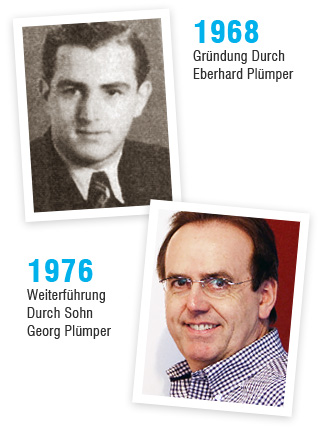 1968
Gründung Durch
Eberhard Plümper
1976
Weiterführung
Durch Sohn
Georg Plümper